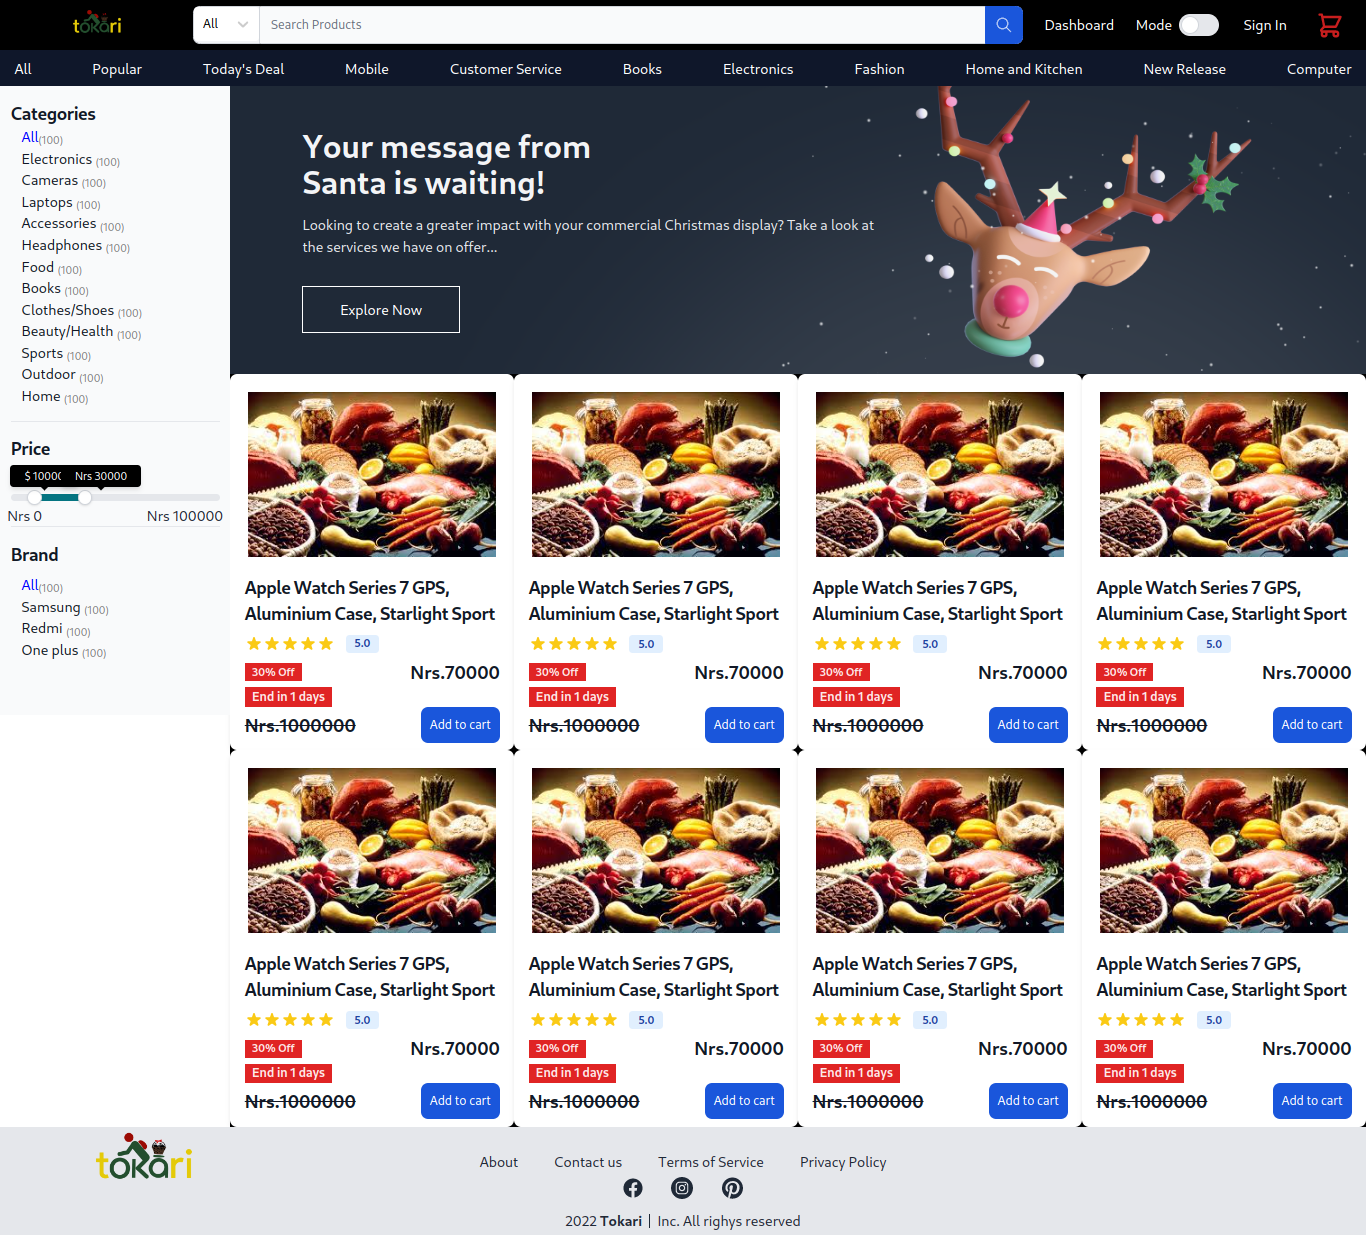 tokari
All
Search Products
Dashboard
Mode
Sign In
All Popular Today's Deal Mobile Customer Service Books Electronics Fashion Home and Kitchen New Release Computer
Categories
All(100)
Electronics (100)
Cameras (100)
Laptops (100)
Accessories (100)
Headphones (100)
Food (100)
Books (100)
Clothes/Shoes (100)
Beauty/Health (100)
Sports (100)
Outdoor (100)
Home (100)
Price
$ 1000 Nrs 30000
Nrs 0 Nrs 100000
Brand
All(100)
Samsung (100)
Redmi (100)
One plus (100)
Your message from
Santa is waiting!
Looking to create a greater impact with your commercial Christmas display? Take a look at
the services we have on offer...
Explore Now
Apple Watch Series 7 GPS,
Aluminium Case, Starlight Sport
5.0
30% Off Nrs.70000
End in 1 days
Nrs.1000000 Add to cart
Apple Watch Series 7 GPS,
Aluminium Case, Starlight Sport
5.0
30% Off Nrs.70000
End in 1 days
Nrs.1000000 Add to cart
Apple Watch Series 7 GPS,
Aluminium Case, Starlight Sport
5.0
30% Off Nrs.70000
End in 1 days
Nrs.1000000 Add to cart
Apple Watch Series 7 GPS,
Aluminium Case, Starlight Sport
5.0
30% Off Nrs.70000
End in 1 days
Nrs.1000000 Add to cart
Apple Watch Series 7 GPS,
Aluminium Case, Starlight Sport
5.0
30% Off Nrs.70000
End in 1 days
Nrs.1000000 Add to cart
Apple Watch Series 7 GPS,
Aluminium Case, Starlight Sport
5.0
30% Off Nrs.70000
End in 1 days
Nrs.1000000 Add to cart
Apple Watch Series 7 GPS,
Aluminium Case, Starlight Sport
5.0
30% Off Nrs.70000
End in 1 days
Nrs.1000000 Add to cart
Apple Watch Series 7 GPS,
Aluminium Case, Starlight Sport
5.0
30% Off Nrs.70000
End in 1 days
Nrs.1000000 Add to cart
tokari
About Contact us Terms of Service Privacy Policy
2022 Tokari | Inc. All righys reserved